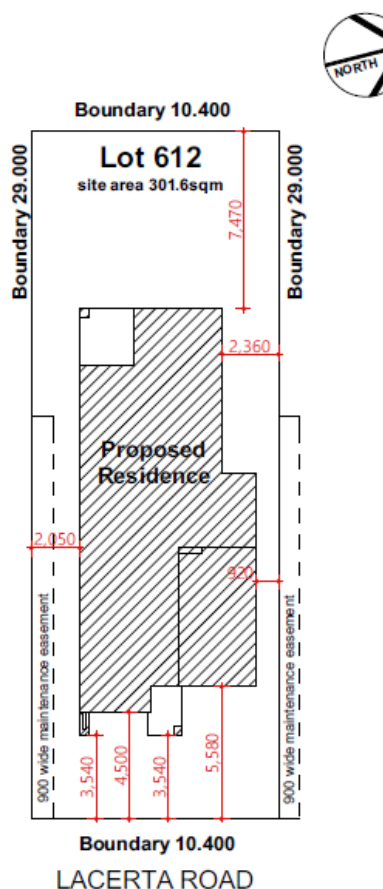 NORTH
Boundary 10.400
Lot 612
site area 301.6sqm
Boundary 29.000
Boundary 29.000
7,470
2,360
Proposed
Residence
2,050
920
900 wide maintenance easement
900 wide maintenance easement
3,540
4,500
3,540
5,580
Boundary 10.400
LACERTA ROAD